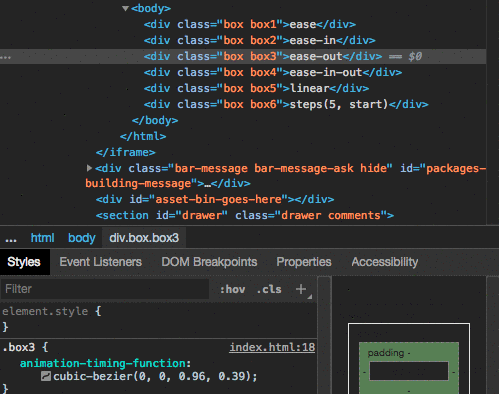 ▼<body>
<div class="box box1">ease</div>
<div class="box box2">ease-in</div>
… <div class="box box3">ease-out</div> == $0
<div class="box box4">ease-in-out</div>
<div class="box box5">linear</div>
<div class="box box6">steps(5, start)</div>
</body>
</html>
</iframe>
▶<div class="bar-message bar-message-ask hide" id="packages-
building-message">…</div>
<div id="asset-bin-goes-here"></div>
<section id="drawer" class="drawer comments">
… html body div.box.box3
Styles Event Listeners DOM Breakpoints Properties Accessibility
Filter :hov .cls +
element.style {
}
.box3 { index.html:18
animation-timing-function:
cubic-bezier(0, 0, 0.96, 0.39);
}
padding -
- -
-